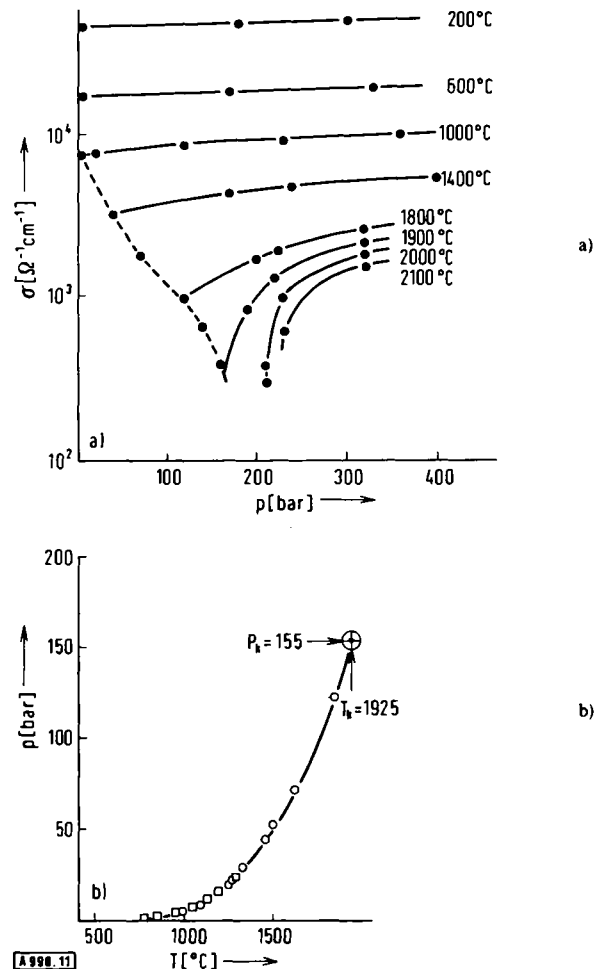 200°C
600°C
10⁴
1000°C
1400°C
σ[Ω⁻¹cm⁻¹]
1800°C
1900°C
2000°C
2100°C
a)
10³
a)
10²
100
200
300
400
p[bar]
200
p[bar]
150
Pₖ=155
Tₖ=1925
b)
100
50
b)
500
1000
1500
T[°C]
A998.11